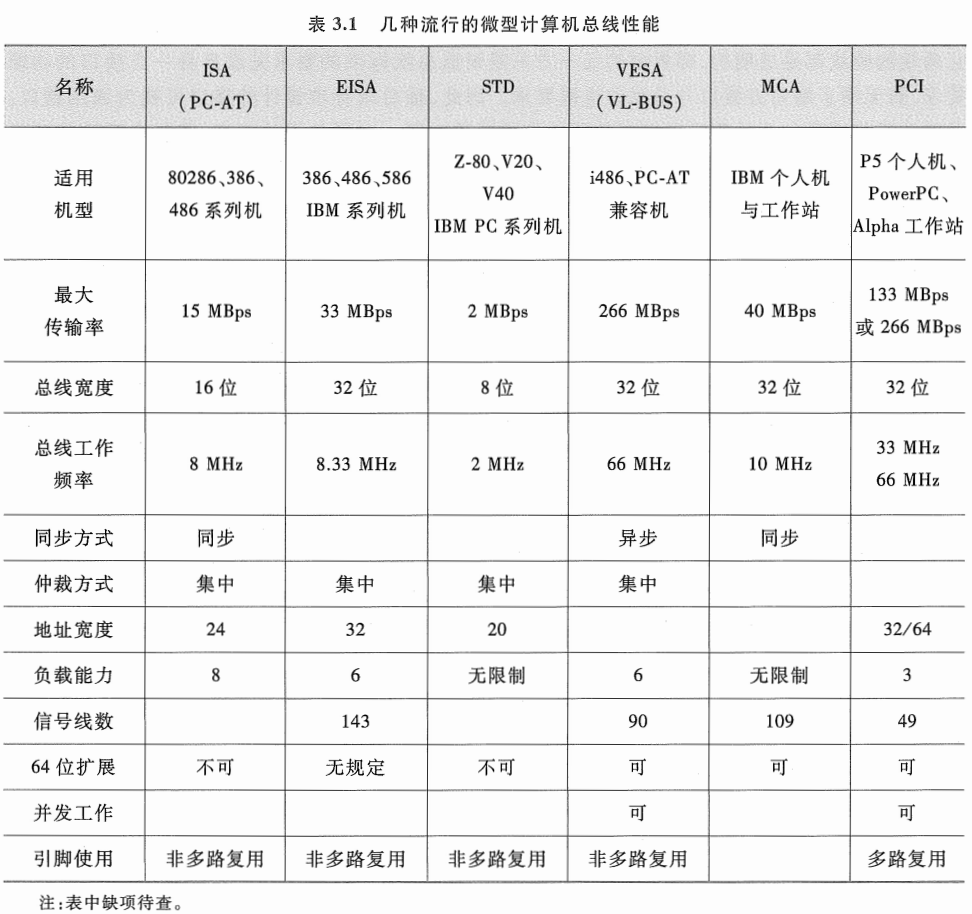 表 3.1 几种流行的微型计算机总线性能
名称 ISA (PC-AT) EISA STD VESA (VL-BUS) MCA PCI
适用机型 80286、386、486 系列机 386、486、586 IBM 系列机 Z-80、V20、V40 IBM PC 系列机 i486、PC-AT 兼容机 IBM 个人机与工作站 P5 个人机、PowerPC、Alpha 工作站
最大传输率 15 MBps 33 MBps 2 MBps 266 MBps 40 MBps 133 MBps 或 266 MBps
总线宽度 16 位 32 位 8 位 32 位 32 位 32 位
总线工作频率 8 MHz 8.33 MHz 2 MHz 66 MHz 10 MHz 33 MHz 66 MHz
同步方式 同步 异步 同步
仲裁方式 集中 集中 集中 集中
地址宽度 24 32 20 32/64
负载能力 8 6 无限制 6 无限制 3
信号线数 143 90 109 49
64 位扩展 不可 无规定 不可 可 可 可
并发工作 可 可
引脚使用 非多路复用 非多路复用 非多路复用 非多路复用 多路复用
注:表中缺项待查。